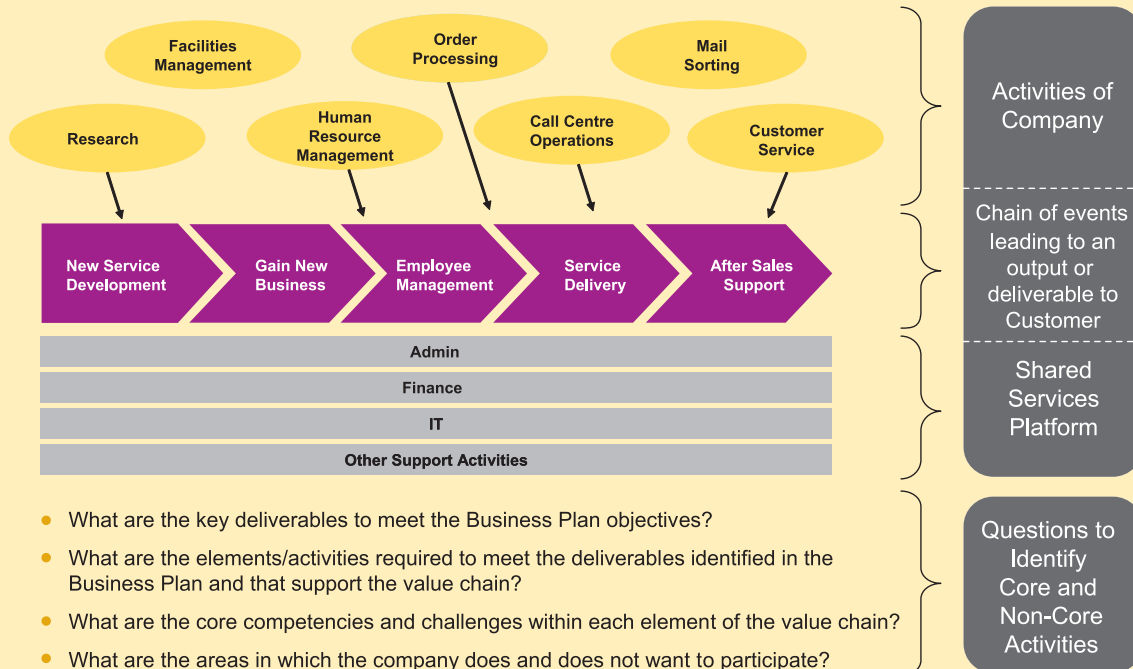 Facilities
Management
Order
Processing
Mail
Sorting
Research
Human
Resource
Management
Call Centre
Operations
Customer
Service
Activities of
Company
New Service
Development
Gain New
Business
Employee
Management
Service
Delivery
After Sales
Support
Chain of events
leading to an
output or
deliverable to
Customer
Admin
Finance
IT
Other Support Activities
Shared
Services
Platform
• What are the key deliverables to meet the Business Plan objectives?
• What are the elements/activities required to meet the deliverables identified in the
Business Plan and that support the value chain?
• What are the core competencies and challenges within each element of the value chain?
• What are the areas in which the company does and does not want to participate?
Questions to
Identify
Core and
Non-Core
Activities